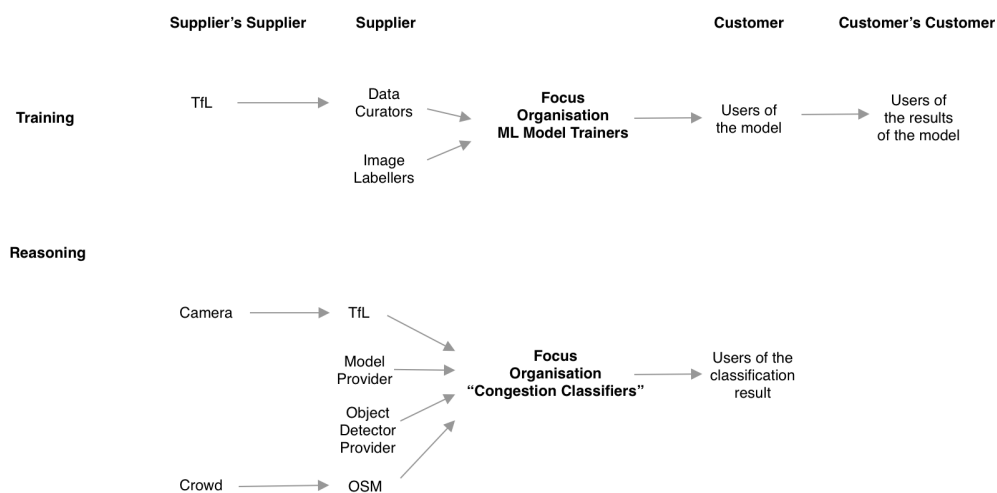 Supplier’s Supplier
Supplier
Customer
Customer’s Customer
Training
TfL
Data
Curators
Image
Labellers
Focus
Organisation
ML Model Trainers
Users of
the model
Users of
the results
of the model
Reasoning
Camera
TfL
Model
Provider
Object
Detector
Provider
Crowd
OSM
Focus
Organisation
“Congestion Classifiers”
Users of the
classification
result